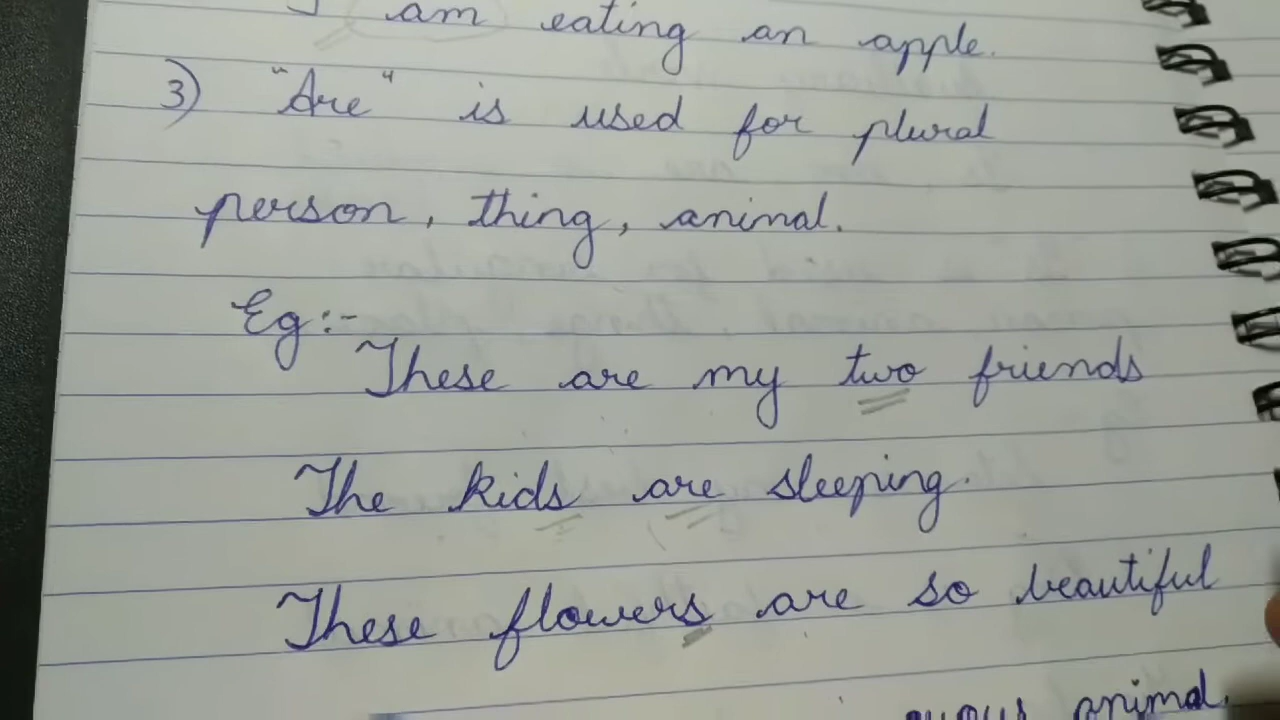 I am eating an apple.
3) "Are" is used for plural
person, thing, animal.
Eg:-
These are my two friends
The kids are sleeping.
These flowers are so beautiful
animal.